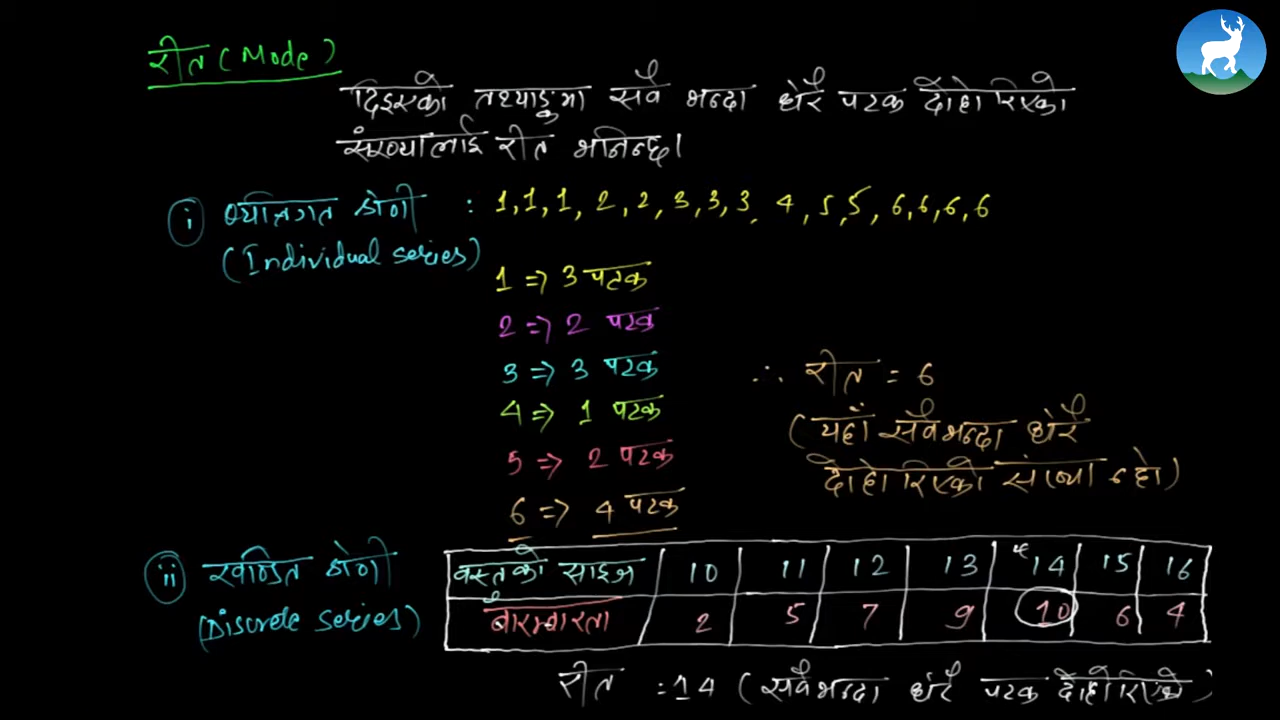 रीत (Mode)
दिइएको तथ्याङ्कमा सबै भन्दा धेरै पटक दोहोरिएको
संख्यालाई रीत भनिन्छ।
i व्यक्तिगत श्रेणी : 1, 1, 1, 2, 2, 3, 3, 3, 4, 5, 5, 6, 6, 6, 6
(Individual series)
1 => 3 पटक
2 => 2 पटक
3 => 3 पटक
4 => 1 पटक
5 => 2 पटक
6 => 4 पटक
∴ रीत = 6
(यहाँ सबैभन्दा धेरै
दोहोरिएको संख्या ६ हो)
ii खण्डित श्रेणी
(Discrete series)
वस्तुको साइज 10 11 12 13 14 15 16
बारम्बारता 2 5 7 9 10 6 4
रीत = 14 (सबैभन्दा धेरै पटक दोहोरिएको)